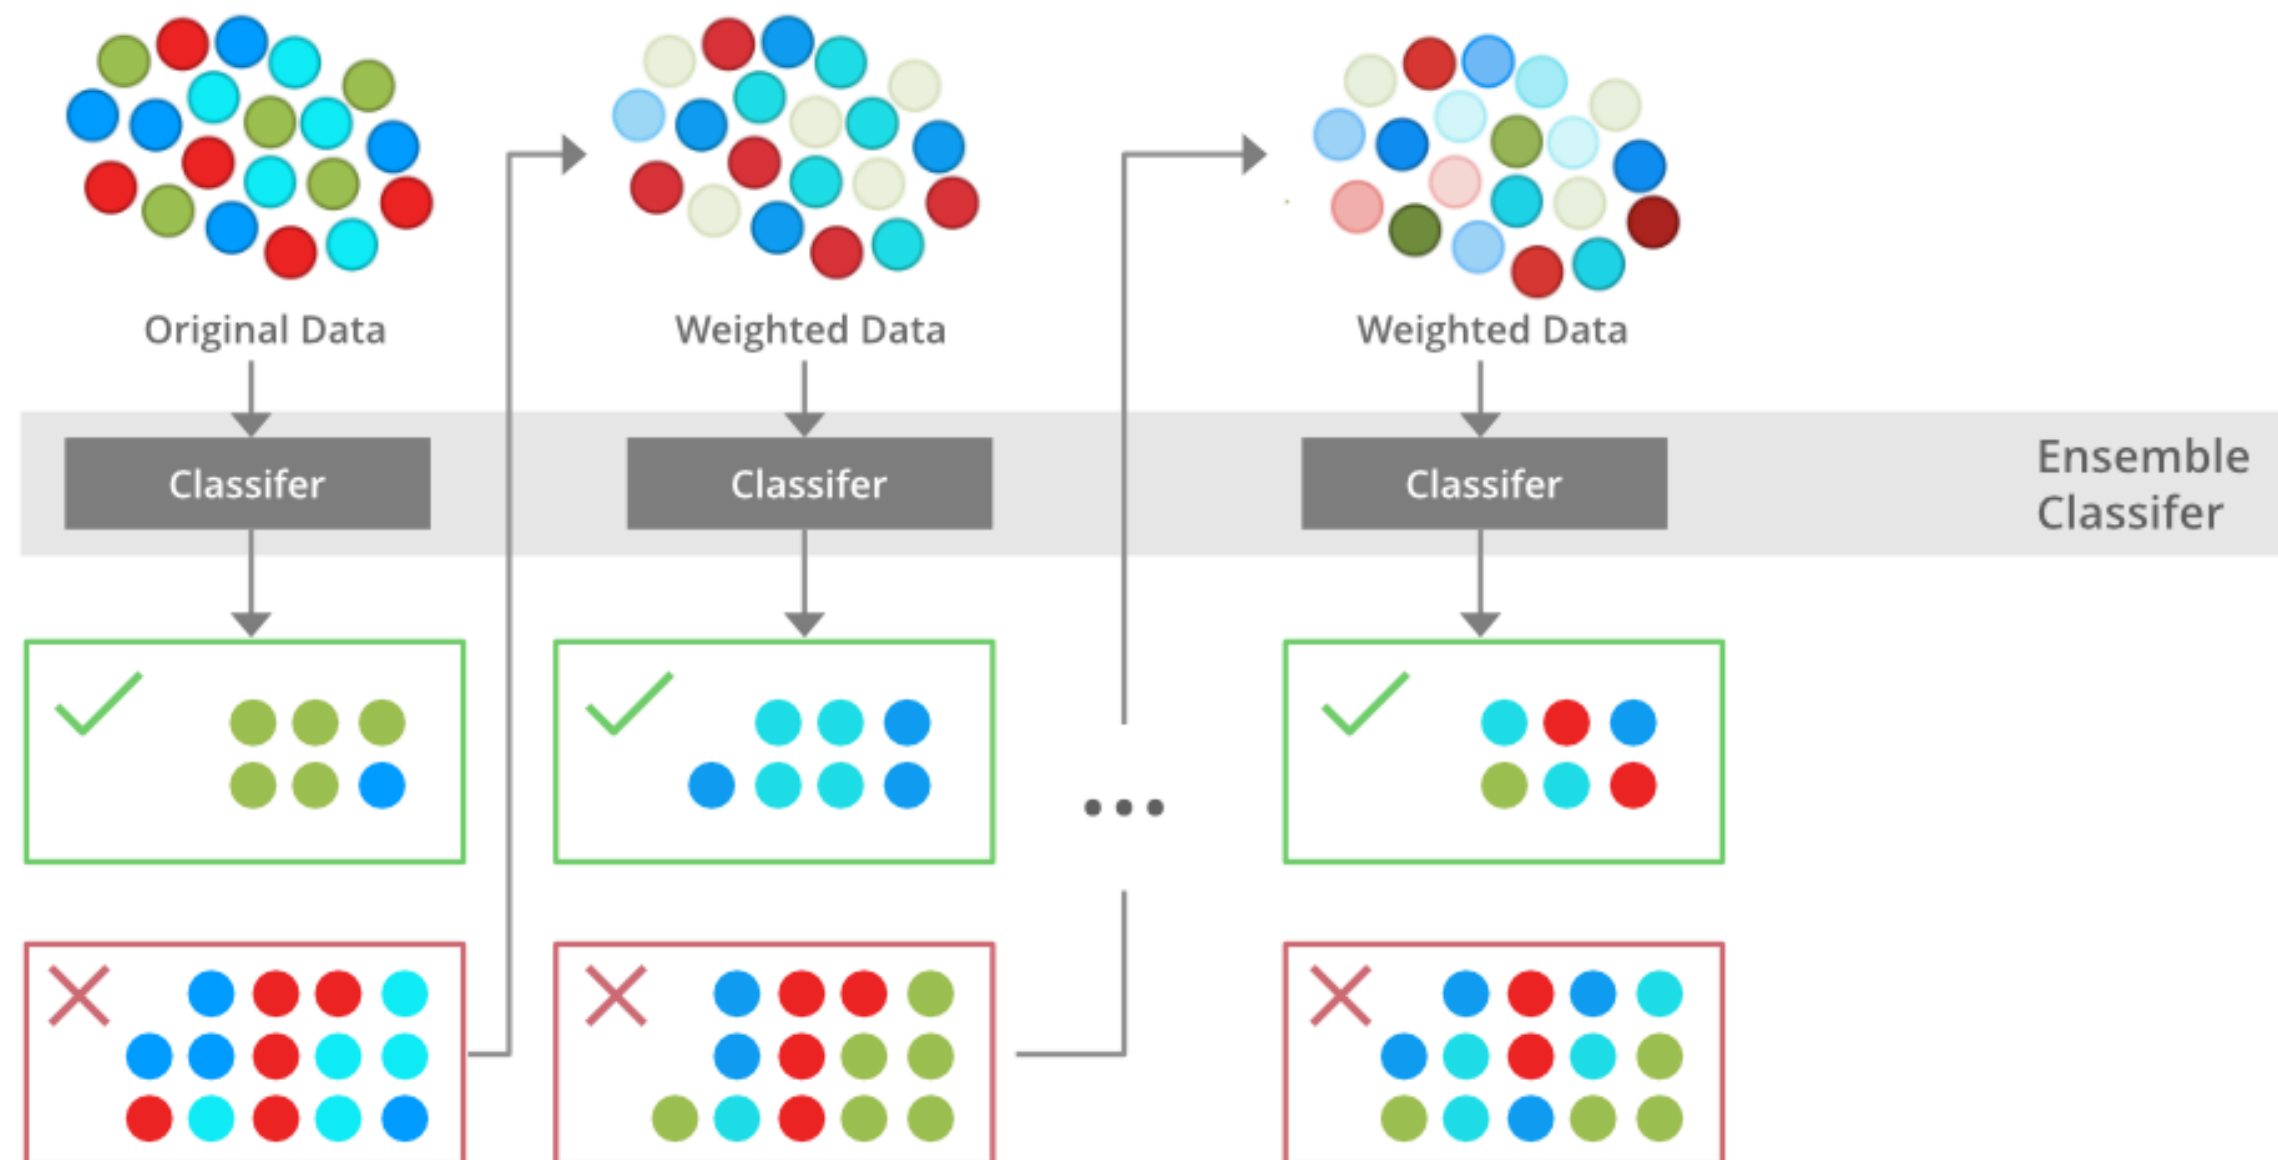 Original Data
Weighted Data
Weighted Data
Classifer
Classifer
Classifer
Ensemble
Classifer